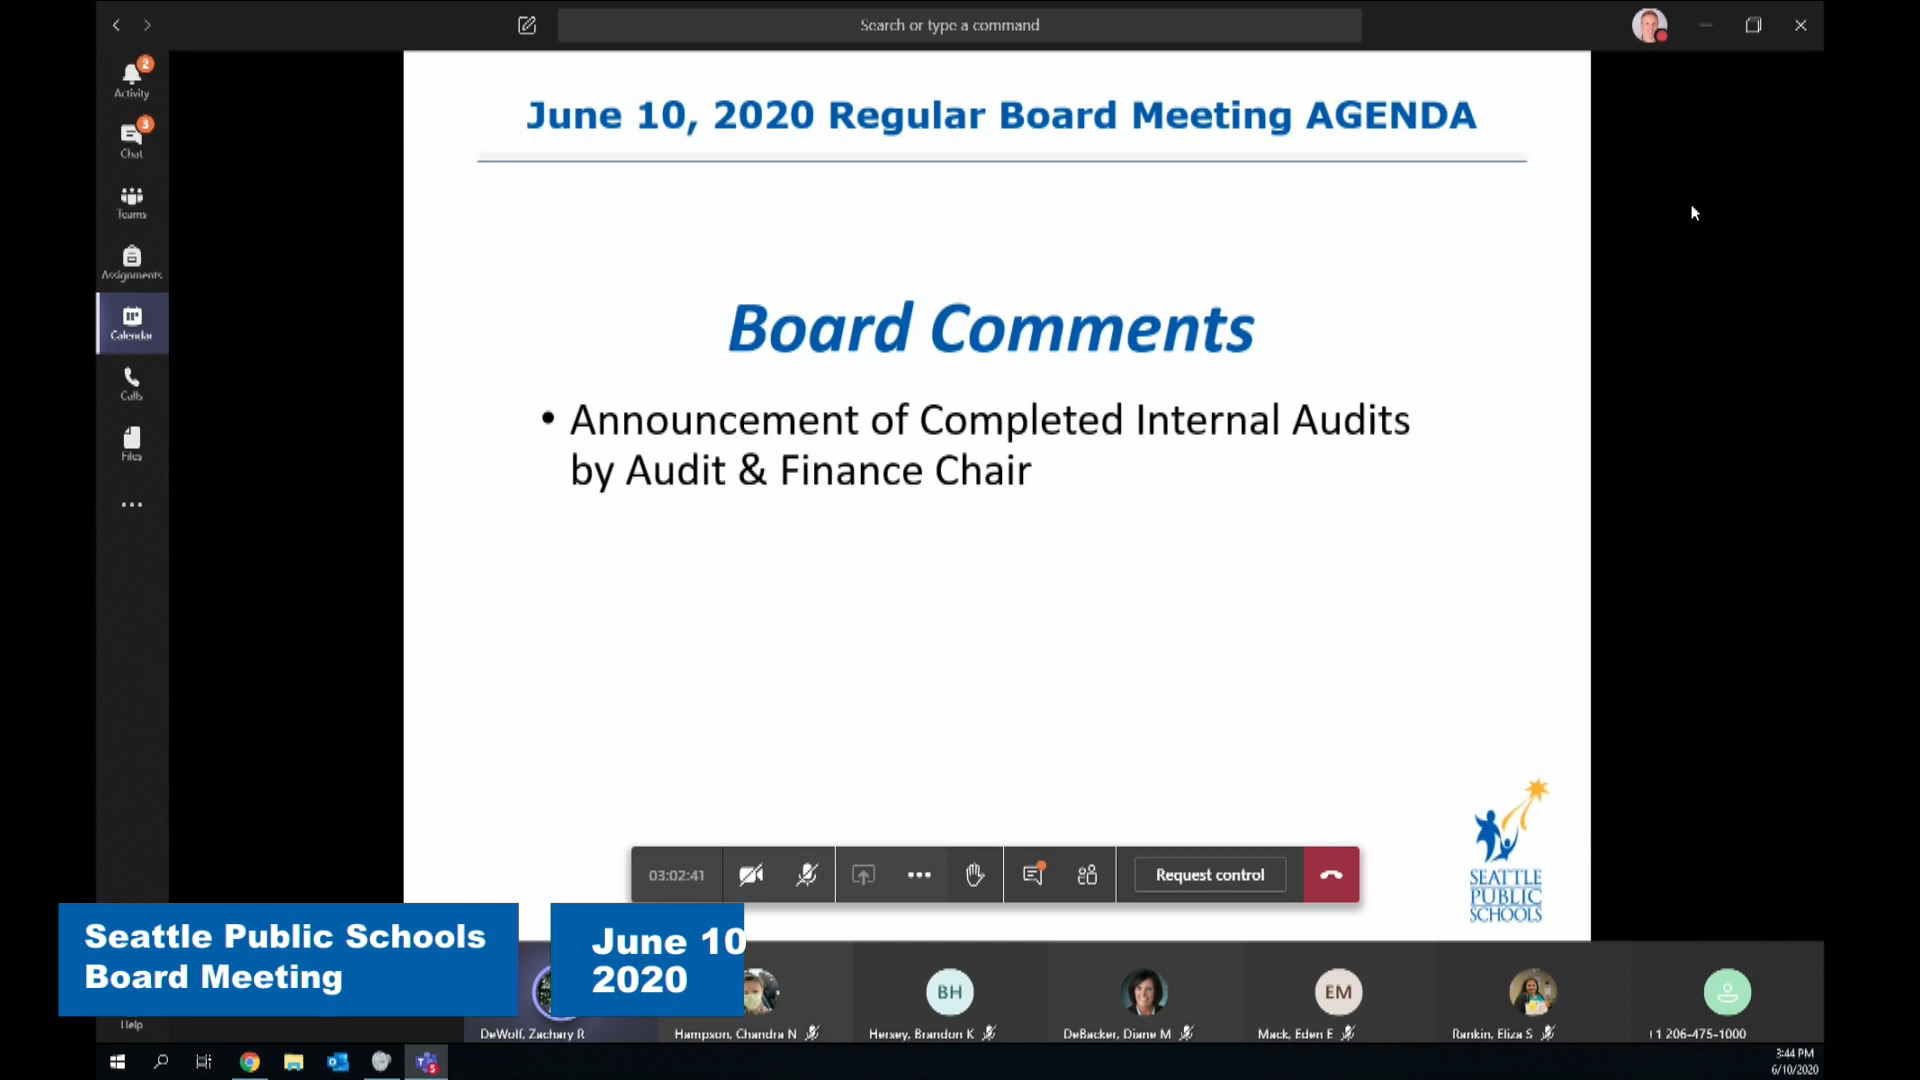 Search or type a command
2
Activity
3
Chat
Teams
Assignments
Calendar
Calls
Files
June 10, 2020 Regular Board Meeting AGENDA
Board Comments
• Announcement of Completed Internal Audits
by Audit & Finance Chair
SEATTLE
PUBLIC
SCHOOLS
03:02:41
Request control
Seattle Public Schools
Board Meeting
June 10
2020
Help
DeWolf, Zachary R
Hampson, Chandra N
BH
Hersey, Brandon K
DeBacker, Diane M
EM
Mack, Eden E
Rankin, Eliza S
+1 206-475-1000
3:44 PM
6/10/2020